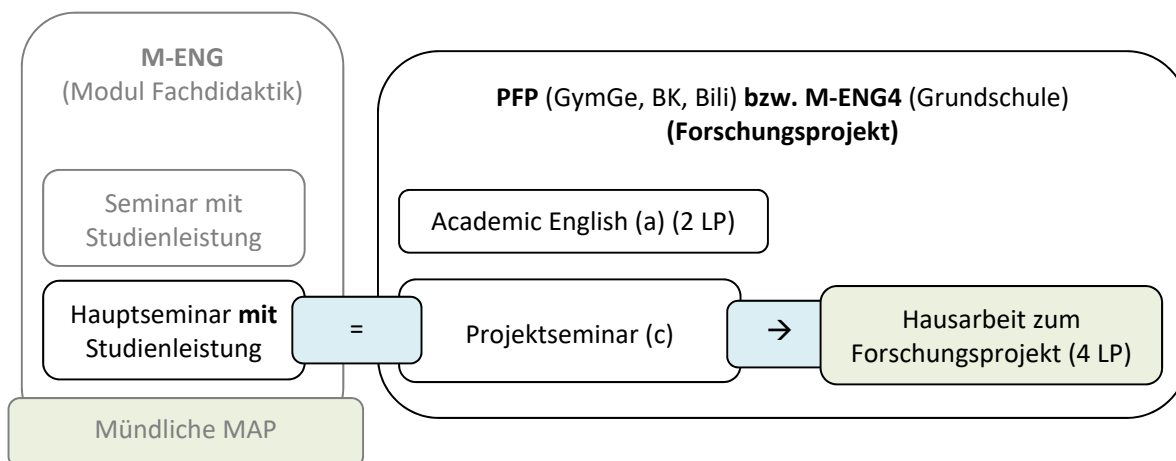 M-ENG
(Modul Fachdidaktik)
Seminar mit
Studienleistung
Hauptseminar mit
Studienleistung
Mündliche MAP
=
PFP (GymGe, BK, Bili) bzw. M-ENG4 (Grundschule)
(Forschungsprojekt)
Academic English (a) (2 LP)
Projektseminar (c)
→
Hausarbeit zum
Forschungsprojekt (4 LP)